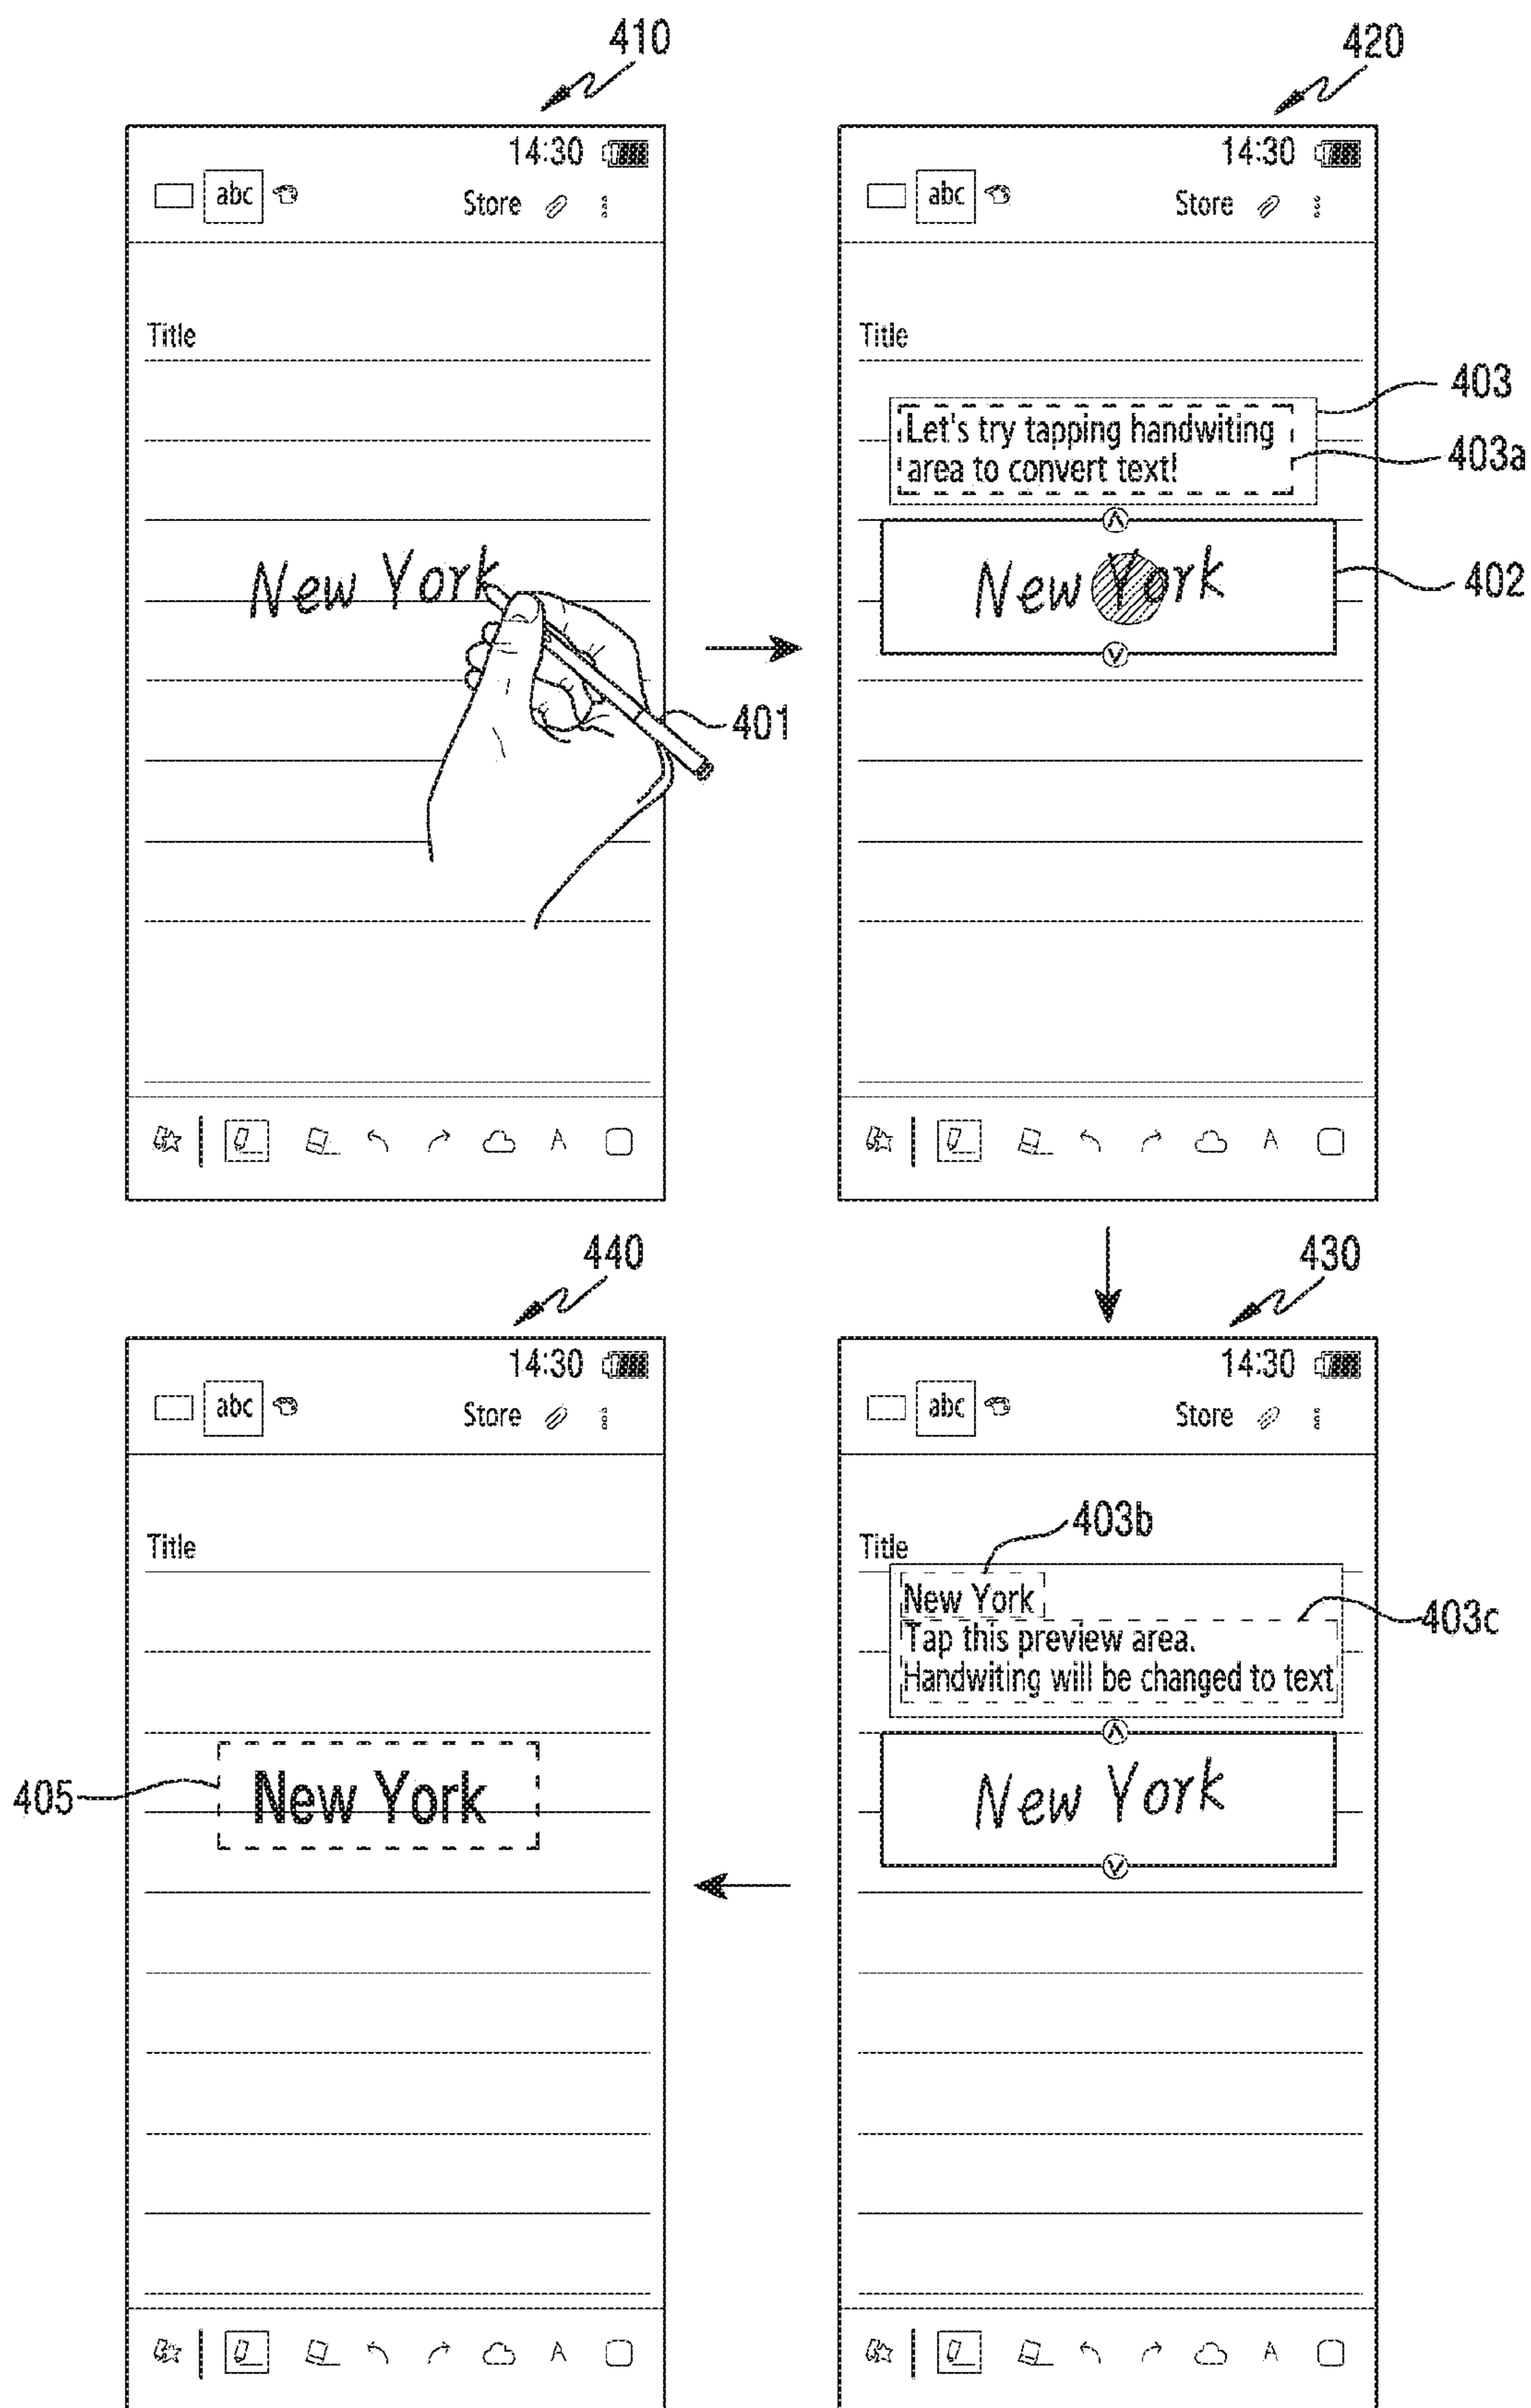 410
14:30
abc
Store
Title
New York
401
420
14:30
abc
Store
Title
403
Let's try tapping handwiting
area to convert text!
403a
New York
402
A
A
430
14:30
abc
Store
Title
403b
New York
Tap this preview area.
Handwiting will be changed to text
403c
New York
A
440
14:30
abc
Store
Title
405
New York
A